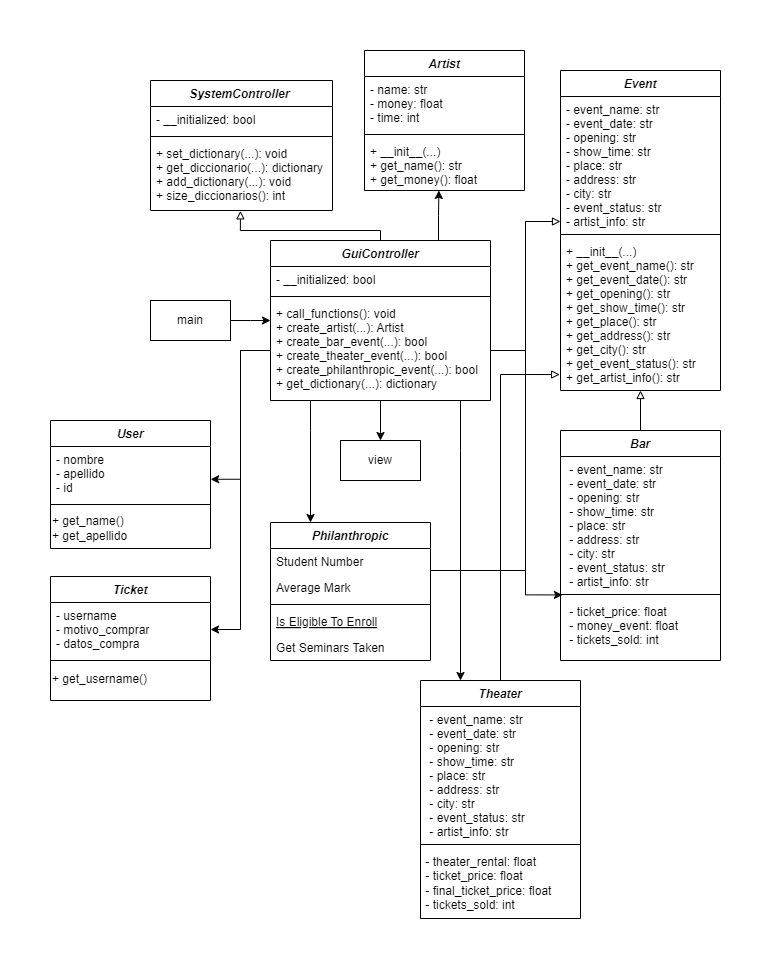 SystemController
- __initialized: bool
+ set_dictionary(...): void
+ get_diccionario(...): dictionary
+ add_dictionary(...): void
+ size_diccionarios(): int
Artist
- name: str
- money: float
- time: int
+ __init__(...)
+ get_name(): str
+ get_money(): float
Event
- event_name: str
- event_date: str
- opening: str
- show_time: str
- place: str
- address: str
- city: str
- event_status: str
- artist_info: str
+ __init__(...)
+ get_event_name(): str
+ get_event_date(): str
+ get_opening(): str
+ get_show_time(): str
+ get_place(): str
+ get_address(): str
+ get_city(): str
+ get_event_status(): str
+ get_artist_info(): str
GuiController
- __initialized: bool
+ call_functions(): void
+ create_artist(...): Artist
+ create_bar_event(...): bool
+ create_theater_event(...): bool
+ create_philanthropic_event(...): bool
+ get_dictionary(...): dictionary
main
User
- nombre
- apellido
- id
+ get_name()
+ get_apellido
view
Bar
- event_name: str
- event_date: str
- opening: str
- show_time: str
- place: str
- address: str
- city: str
- event_status: str
- artist_info: str
- ticket_price: float
- money_event: float
- tickets_sold: int
Philanthropic
Student Number
Average Mark
Is Eligible To Enroll
Get Seminars Taken
Ticket
- username
- motivo_comprar
- datos_compra
+ get_username()
Theater
- event_name: str
- event_date: str
- opening: str
- show_time: str
- place: str
- address: str
- city: str
- event_status: str
- artist_info: str
- theater_rental: float
- ticket_price: float
- final_ticket_price: float
- tickets_sold: int